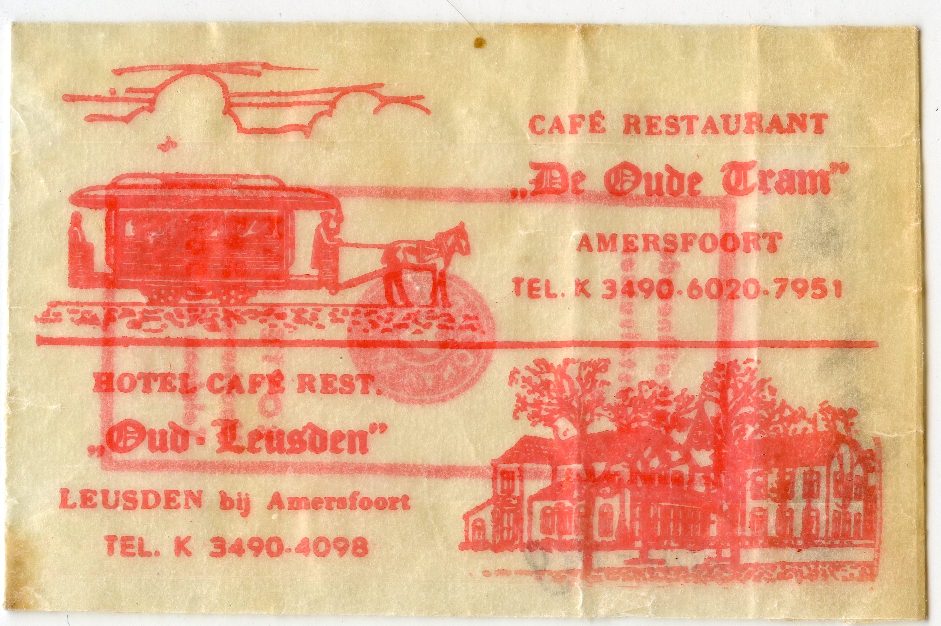 CAFÉ RESTAURANT
„De Oude Tram”
AMERSFOORT
TEL. K 3490-6020-7951
HOTEL-CAFÉ REST.
„Oud-Leusden”
LEUSDEN bij Amersfoort
TEL. K 3490-4098